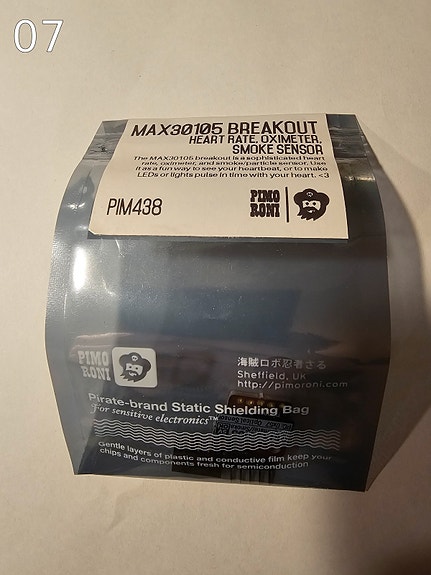 07
MAX30105 BREAKOUT
HEART RATE, OXIMETER,
SMOKE SENSOR
The MAX30105 breakout is a sophisticated heart
rate, oximeter, and smoke/particle sensor. Use
it as a fun way to see your heartbeat, or to make
LEDs or lights pulse in time with your heart. <3
PIM438
PIMO
RONI
PIMO
RONI
海賊ロボ忍者さる
Sheffield, UK
http://pimoroni.com
Pirate-brand Static Shielding Bag
For sensitive electronics™
Gentle layers of plastic and conductive film keep your
chips and components fresh for semiconduction